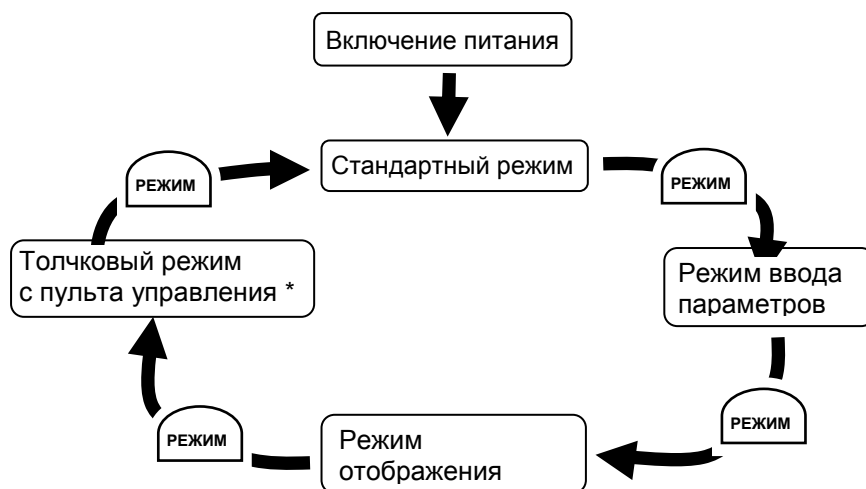 Включение питания
Стандартный режим
РЕЖИМ
РЕЖИМ
Толчковый режим
с пульта управления *
Режим ввода
параметров
РЕЖИМ
РЕЖИМ
Режим
отображения